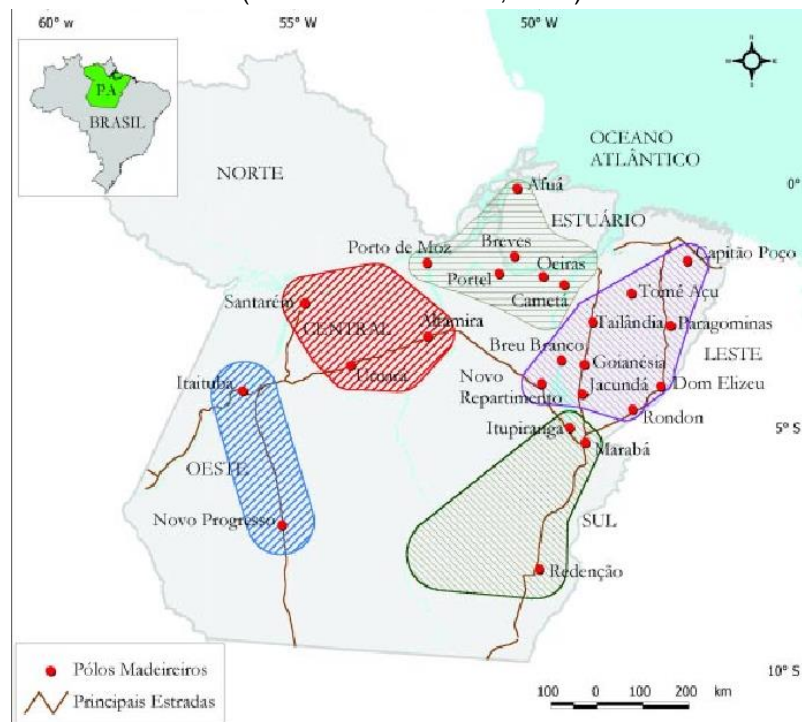 60° W
55° W
50° W
PA
BRASIL
OCEANO
ATLÂNTICO
NORTE
0°
Afuá
ESTUÁRIO
Breves
Porto de Moz
Oeiras
Capitão Poço
Portel
Cametá
Tomé Açu
Santarém
CENTRAL
Altamira
Tailândia
Paragominas
Breu Branco
LESTE
Uruará
Goianésia
Itaituba
Novo
Repartimento
Jacundá
Dom Elizeu
Rondon
Itupiranga
5° S
Marabá
OESTE
Novo Progresso
SUL
Redenção
Pólos Madeireiros
Principais Estradas
10° S
100 0 100 200 km